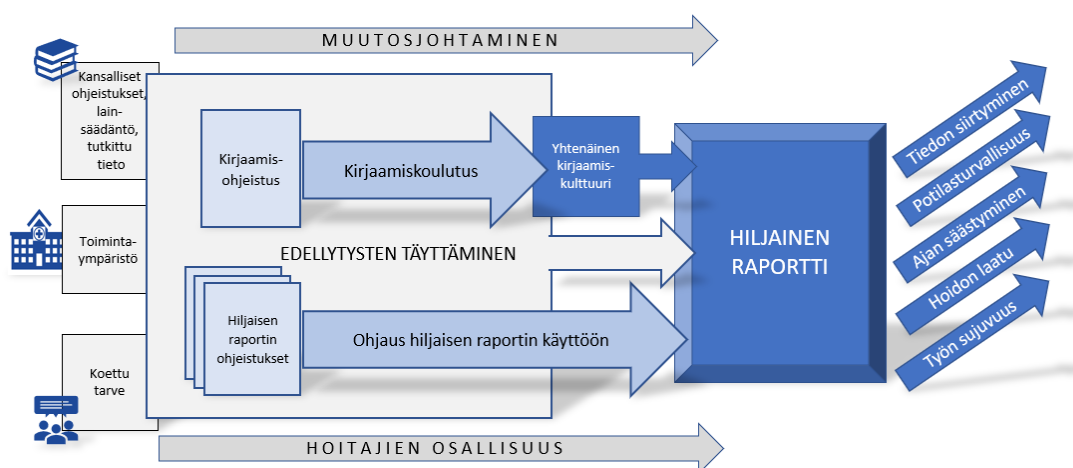 MUUTOSJOHTAMINEN
Kansalliset
ohjeistukset,
lain-
säädäntö,
tutkittu
tieto
Toiminta-
ympäristö
Koettu
tarve
Kirjaamis-
ohjeistus
Kirjaamiskoulutus
Yhtenäinen
kirjaamis-
kulttuuri
EDELLYTYSTEN TÄYTTÄMINEN
Hiljaisen
raportin
ohjeistukset
Ohjaus hiljaisen raportin käyttöön
HILJAINEN
RAPORTTI
Tiedon siirtyminen
Potilasturvallisuus
Ajan säästyminen
Hoidon laatu
Työn sujuvuus
HOITAJIEN OSALLISUUS